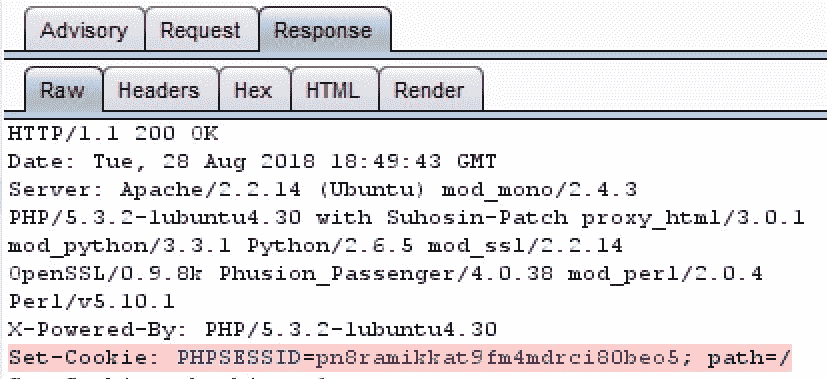 Advisory Request Response
Raw Headers Hex HTML Render
HTTP/1.1 200 OK
Date: Tue, 28 Aug 2018 18:49:43 GMT
Server: Apache/2.2.14 (Ubuntu) mod_mono/2.4.3
PHP/5.3.2-1ubuntu4.30 with Suhosin-Patch proxy_html/3.0.1
mod_python/3.3.1 Python/2.6.5 mod_ssl/2.2.14
OpenSSL/0.9.8k Phusion_Passenger/4.0.38 mod_perl/2.0.4
Perl/v5.10.1
X-Powered-By: PHP/5.3.2-1ubuntu4.30
Set-Cookie: PHPSESSID=pn8ramikkat9fm4mdrci80beo5; path=/